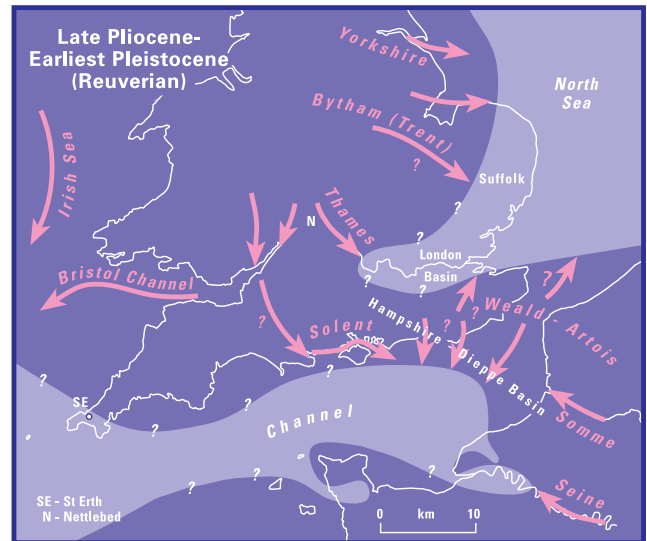 Late Pliocene-
Earliest Pleistocene
(Reuverian)
Yorkshire
North
Sea
Bytham (Trent)
?
Irish Sea
Suffolk
?
N
Thames
London
Basin
?
?
?
Bristol Channel
Hampshire - Dieppe Basin
Weald - Artois
?
?
?
Solent
?
?
SE
Channel
?
?
?
?
?
?
Somme
Seine
SE - St Erth
N - Nettlebed
0 km 10